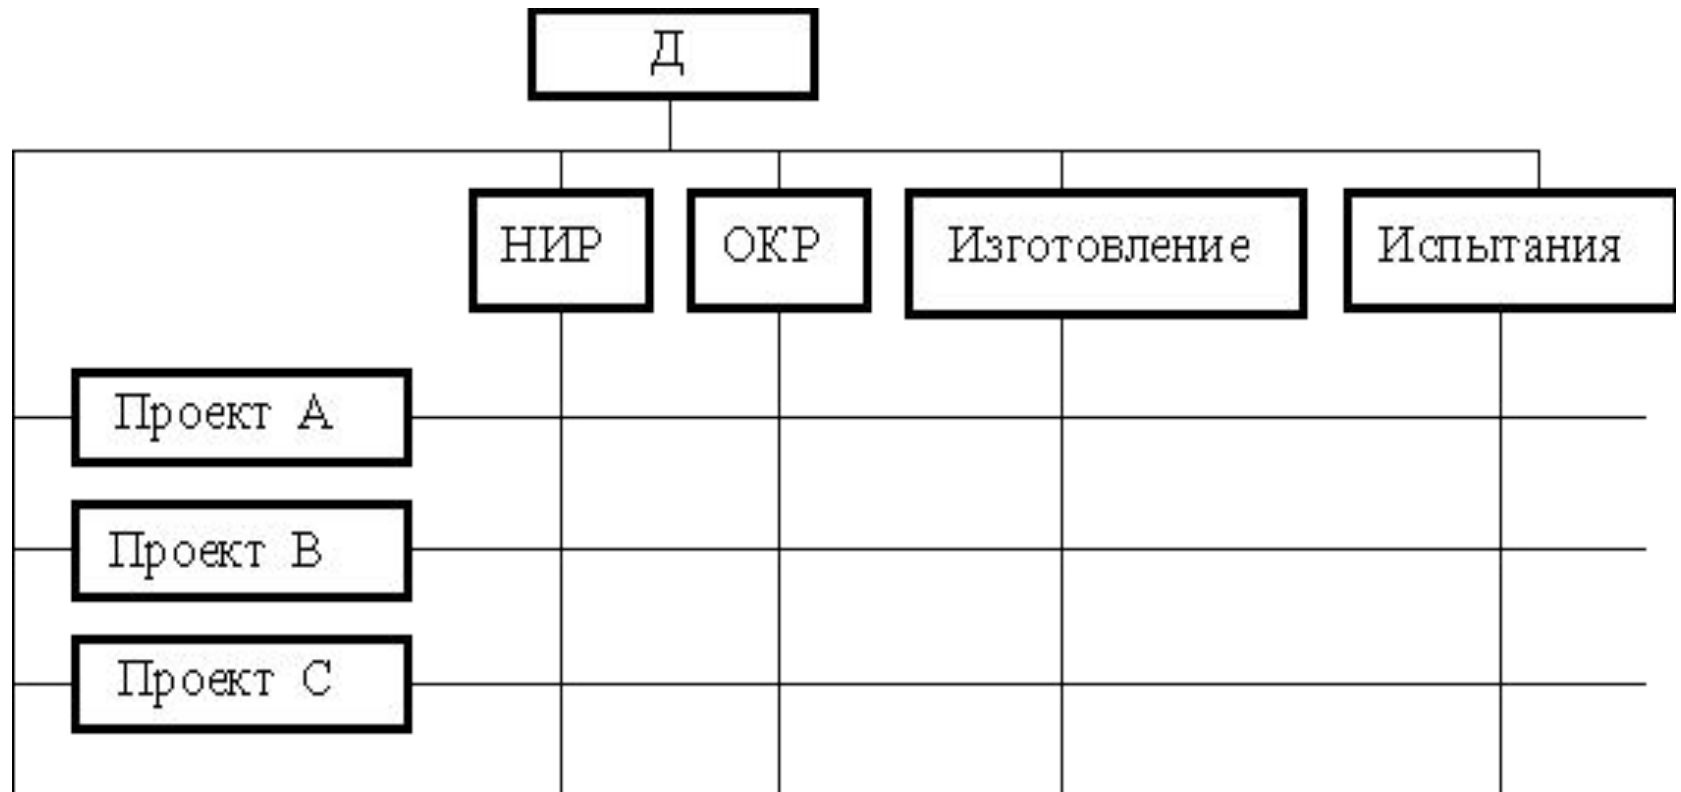 Д
НИР
ОКР
Изготовление
Испытания
Проект А
Проект В
Проект С